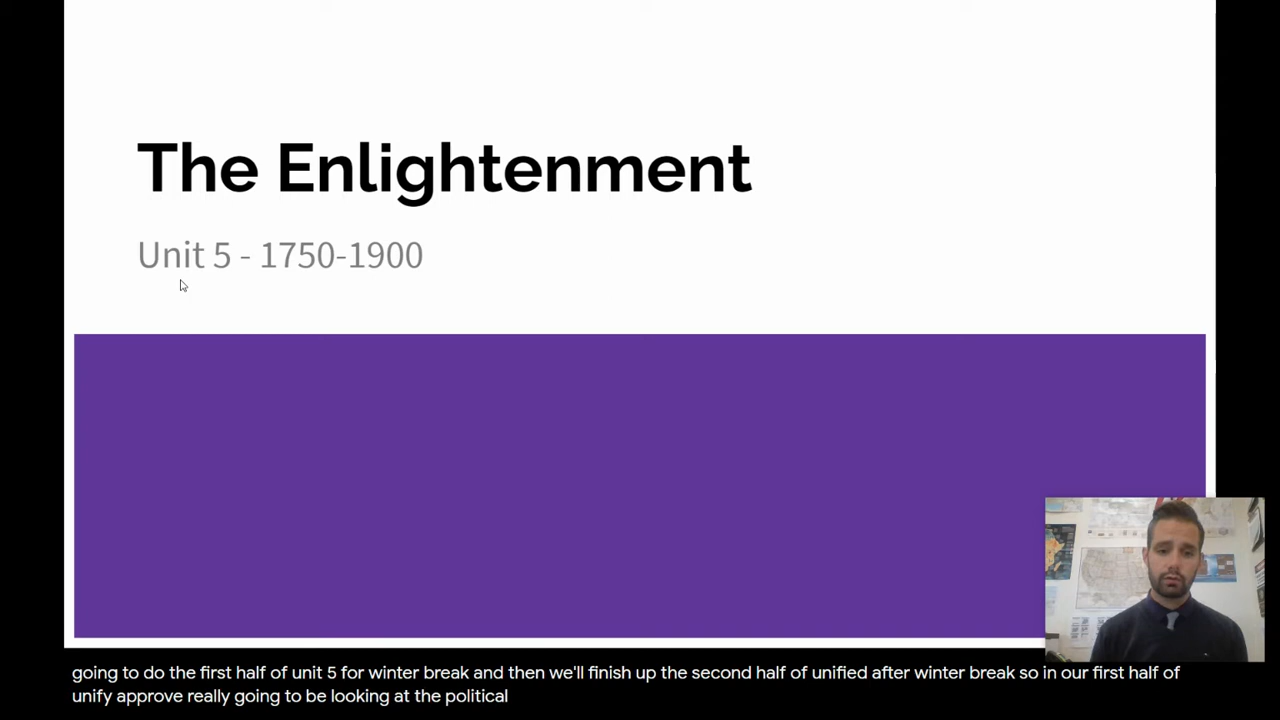 The Enlightenment
Unit 5 - 1750-1900
going to do the first half of unit 5 for winter break and then we'll finish up the second half of unified after winter break so in our first half of
unify approve really going to be looking at the political